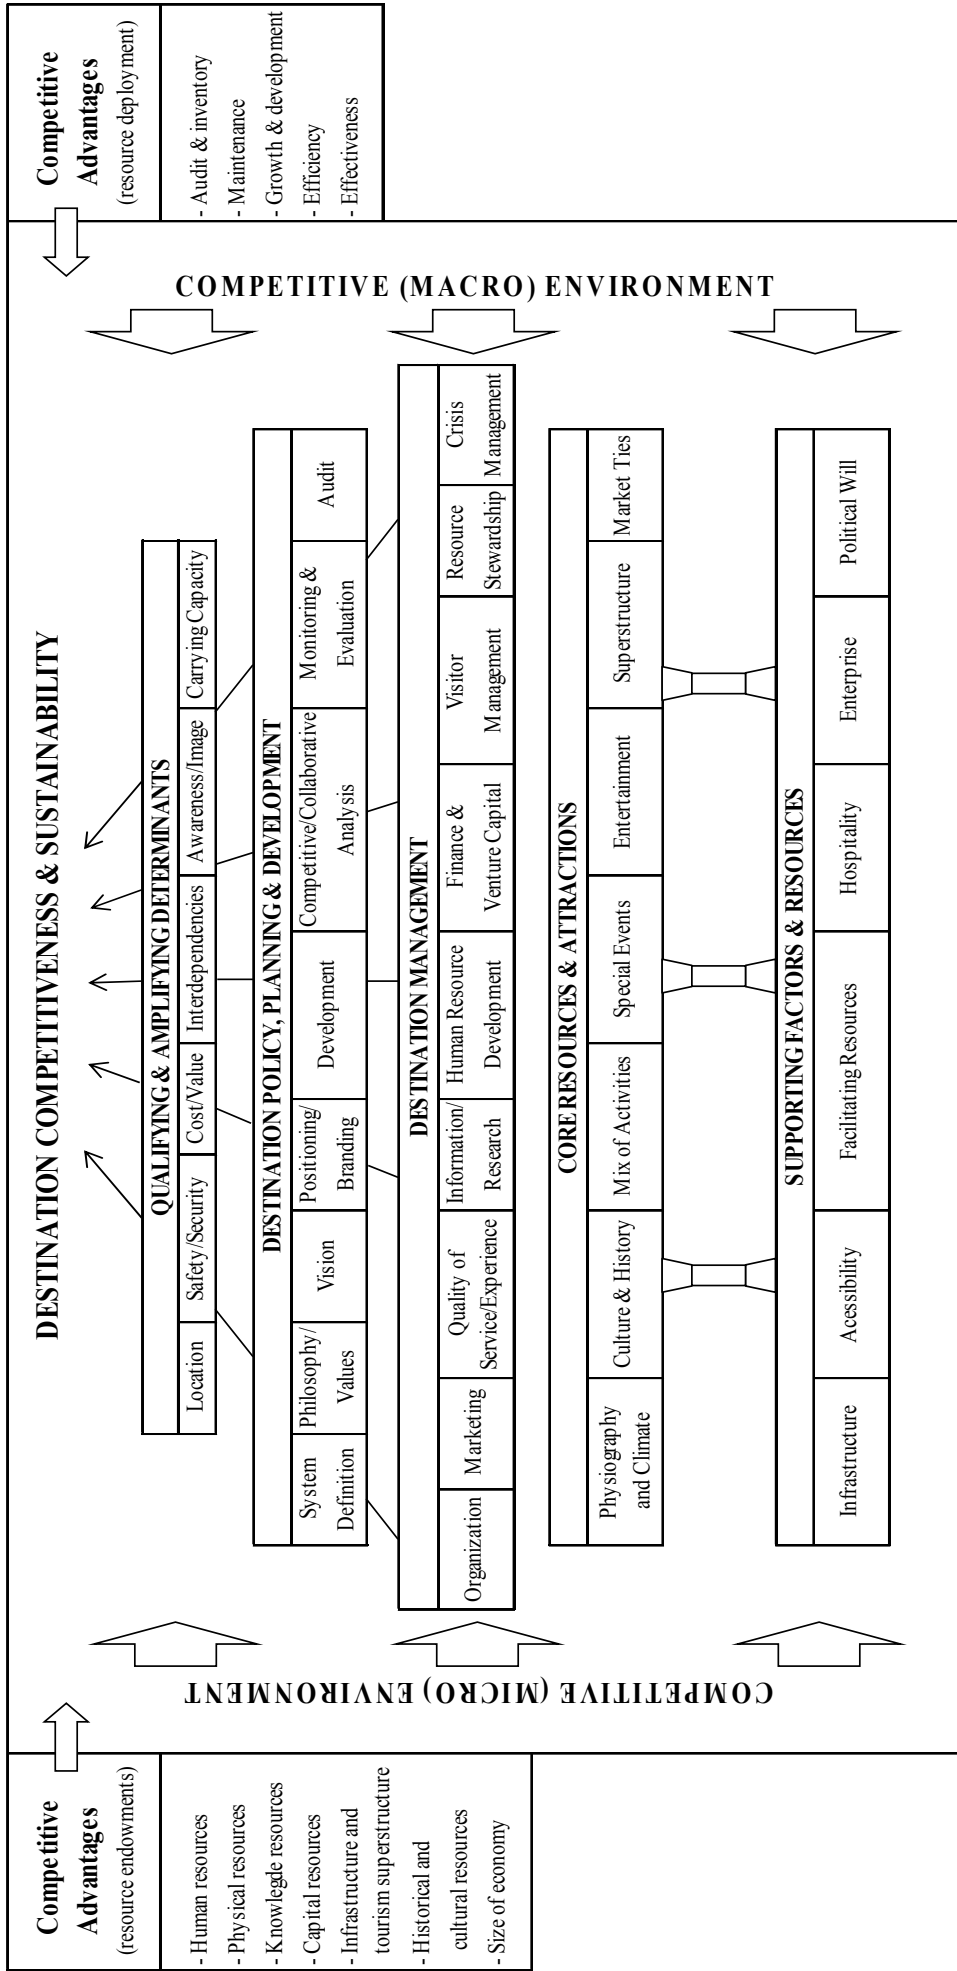 DESTINATION COMPETITIVENESS & SUSTAINABILITY
Competitive
Advantages
(resource endowments)
- Human resources
- Physical resources
- Knowlegde resources
- Capital resources
- Infrastructure and
tourism superstructure
- Historical and
cultural resources
- Size of economy
COMPETITIVE (MICRO) ENVIRONMENT
QUALIFYING & AMPLIFYING DETERMINANTS
Location
Safety/Security
Cost/Value
Interdependencies
Awareness/Image
Carrying Capacity
DESTINATION POLICY, PLANNING & DEVELOPMENT
System
Definition
Philosophy/
Values
Vision
Positioning/
Branding
Development
Competitive/Collaborative
Analysis
Monitoring &
Evaluation
Audit
DESTINATION MANAGEMENT
Organization
Marketing
Quality of
Service/Experience
Information/
Research
Human Resource
Development
Finance &
Venture Capital
Visitor
Management
Resource
Stewardship
Crisis
Management
CORE RESOURCES & ATTRACTIONS
Physiography
and Climate
Culture & History
Mix of Activities
Special Events
Entertainment
Superstructure
Market Ties
SUPPORTING FACTORS & RESOURCES
Infrastructure
Acessibility
Facilitating Resources
Hospitality
Enterprise
Political Will
COMPETITIVE (MACRO) ENVIRONMENT
Competitive
Advantages
(resource deployment)
- Audit & inventory
- Maintenance
- Growth & development
- Efficiency
- Effectiveness